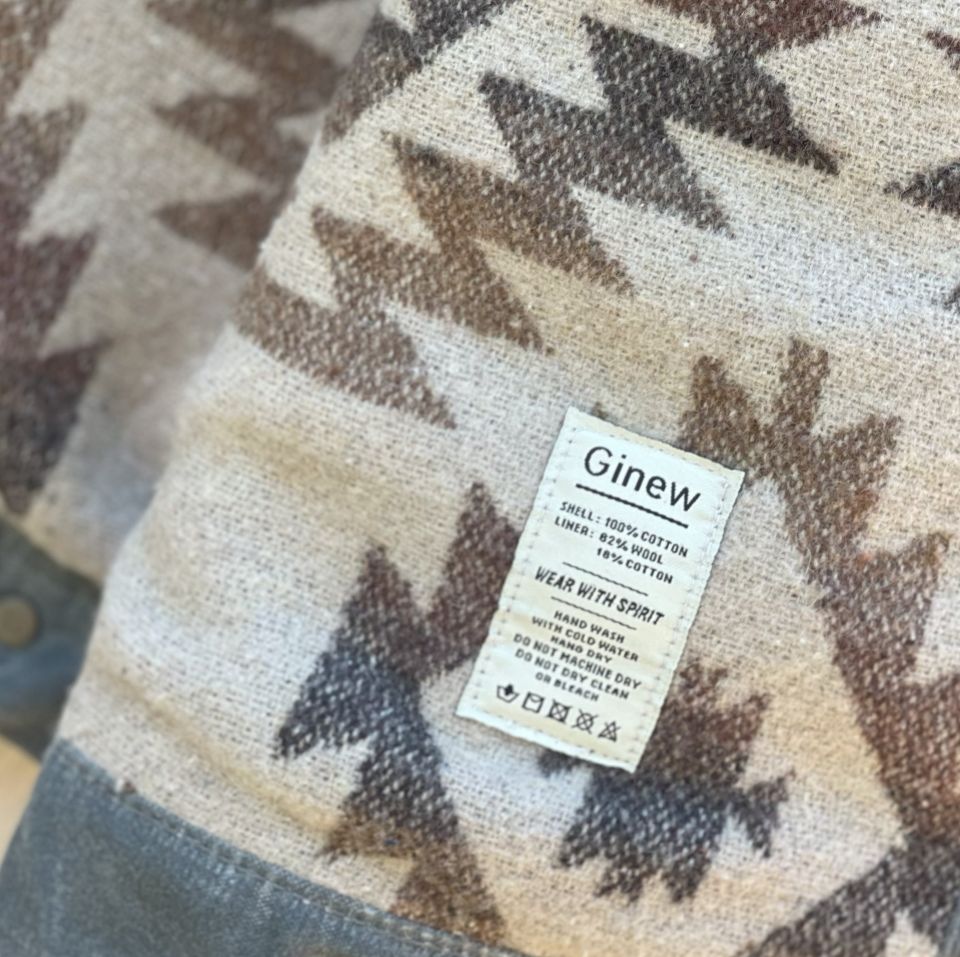 Ginew
SHELL: 100% COTTON
LINER: 82% WOOL
18% COTTON
WEAR WITH SPIRIT
HAND WASH
WITH COLD WATER
HANG DRY
DO NOT MACHINE DRY
DO NOT DRY CLEAN
OR BLEACH